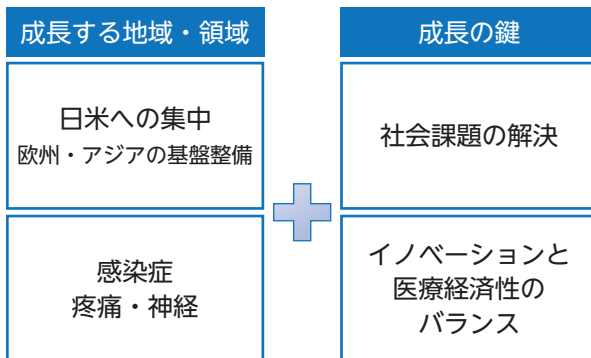 成長する地域・領域
日米への集中
欧州・アジアの基盤整備
感染症
疼痛・神経
成長の鍵
社会課題の解決
イノベーションと
医療経済性の
バランス